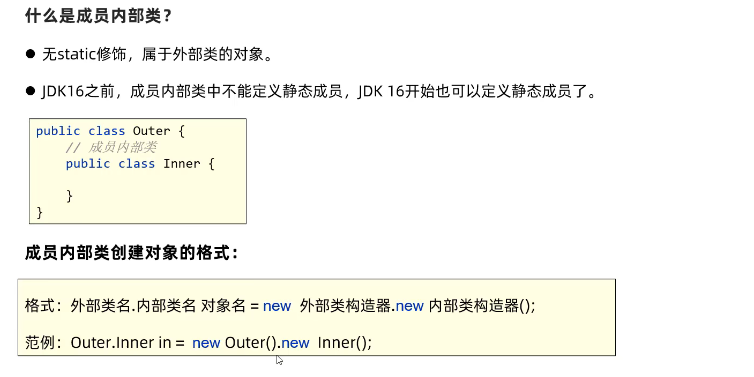 什么是成员内部类？
● 无static修饰，属于外部类的对象。
● JDK16之前，成员内部类中不能定义静态成员，JDK 16开始也可以定义静态成员了。
public class Outer {
// 成员内部类
public class Inner {
}
}
成员内部类创建对象的格式：
格式：外部类名.内部类名 对象名 = new 外部类构造器.new 内部类构造器();
范例：Outer.Inner in = new Outer().new Inner();